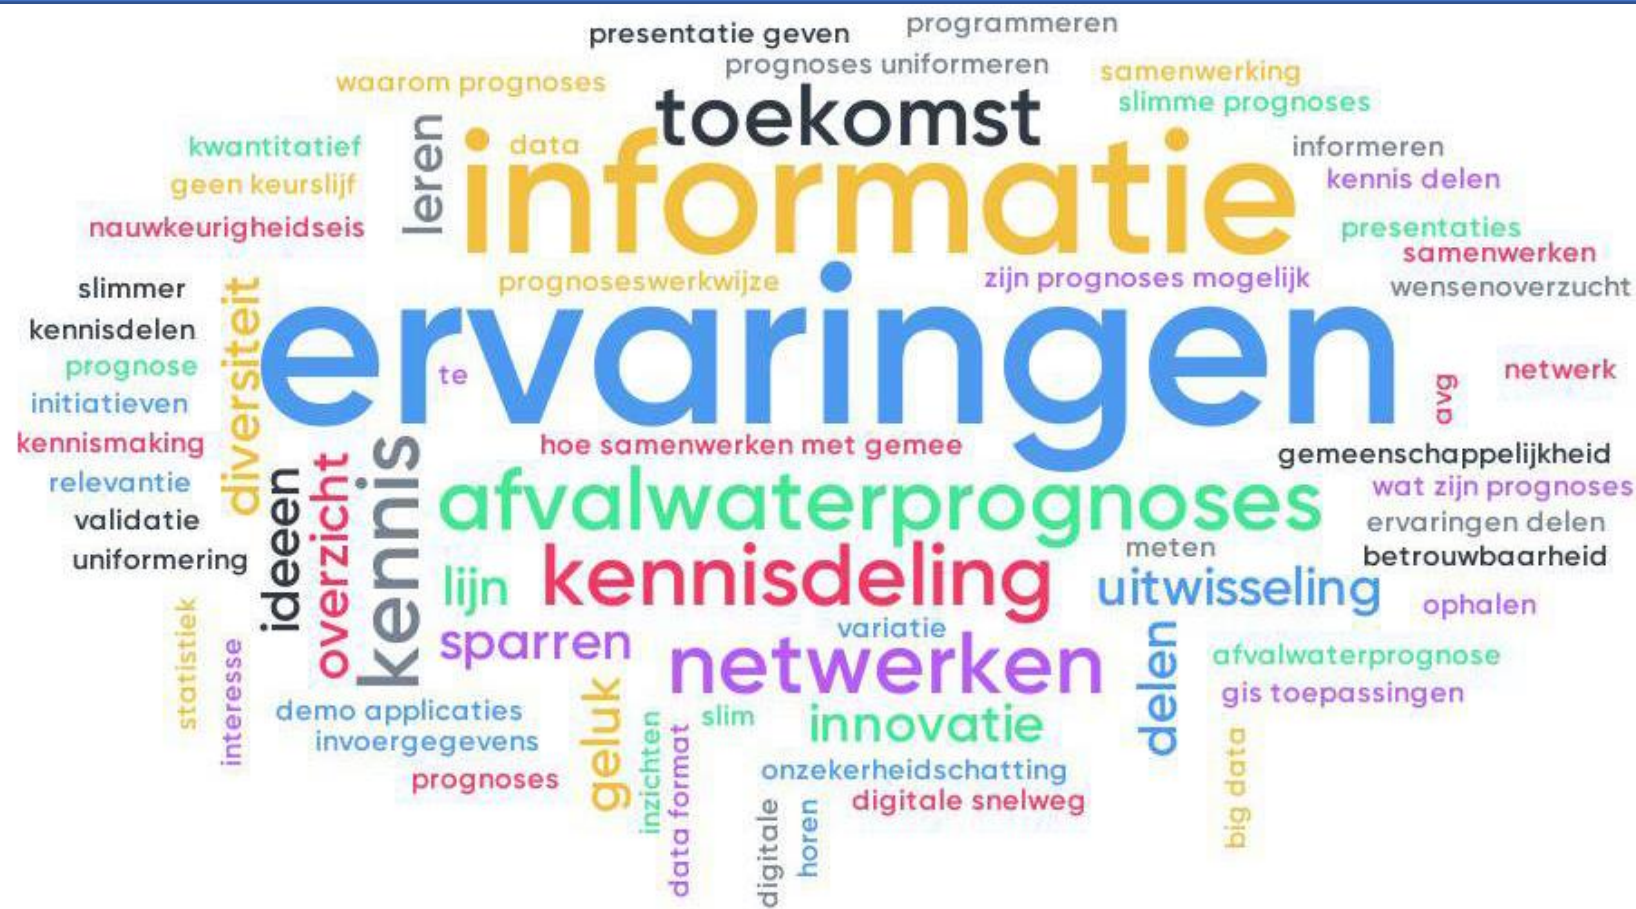 presentatie geven
programmeren
prognoses uniformeren
waarom prognoses
samenwerking
toekomst
slimme prognoses
leren
data
kwantitatief
informatie
informeren
geen keurslijf
kennis delen
nauwkeurigheidseis
presentaties
samenwerken
prognoseswerkwijze
zijn prognoses mogelijk
slimmer
wensenoverzucht
diversiteit
kennisdelen
ervaringen
prognose
te
netwerk
avg
initiatieven
kennismaking
hoe samenwerken met gemee
gemeenschappelijkheid
relevantie
wat zijn prognoses
ideeen
overzicht
kennis
afvalwaterprognoses
validatie
ervaringen delen
uniformering
meten
betrouwbaarheid
lijn
kennisdeling
uitwisseling
ophalen
statistiek
interesse
sparren
variatie
netwerken
delen
afvalwaterprognose
gis toepassingen
demo applicaties
geluk
slim
innovatie
invoergegevens
inzichten
data format
prognoses
onzekerheidschatting
big data
digitale snelweg
digitale
horen